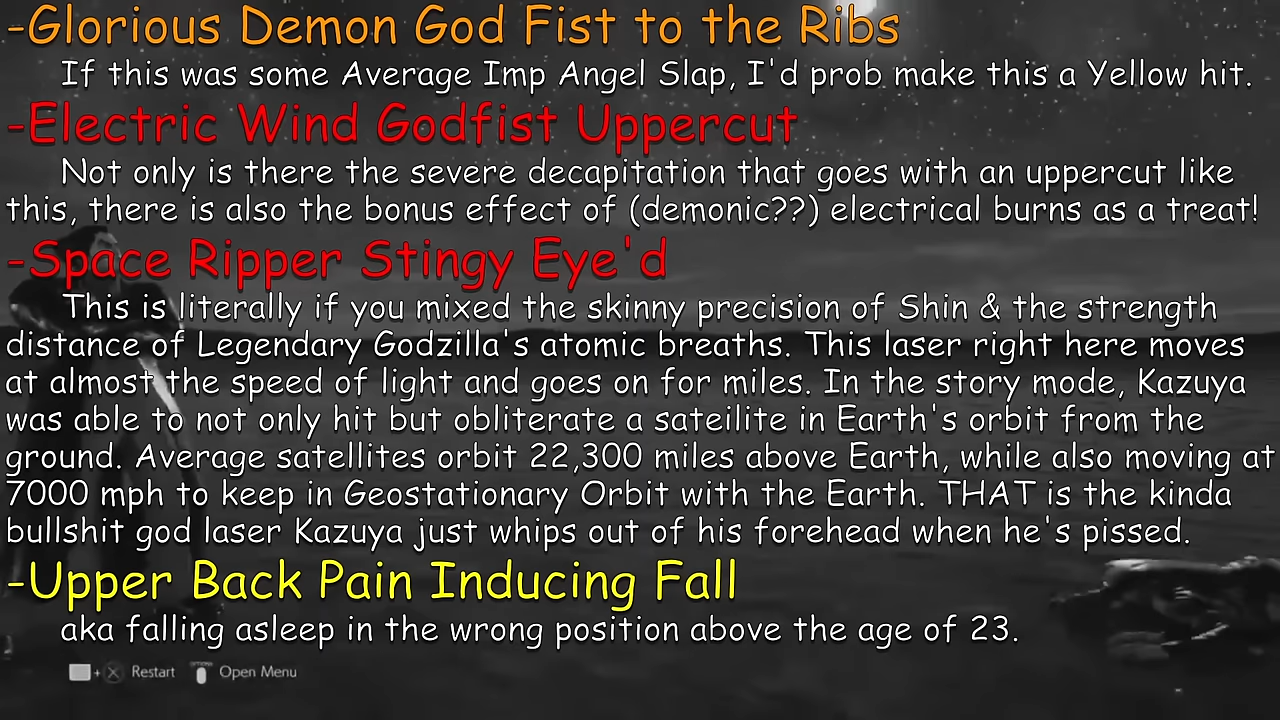 -Glorious Demon God Fist to the Ribs
If this was some Average Imp Angel Slap, I'd prob make this a Yellow hit.
-Electric Wind Godfist Uppercut
Not only is there the severe decapitation that goes with an uppercut like
this, there is also the bonus effect of (demonic??) electrical burns as a treat!
-Space Ripper Stingy Eye'd
This is literally if you mixed the skinny precision of Shin & the strength
distance of Legendary Godzilla's atomic breaths. This laser right here moves
at almost the speed of light and goes on for miles. In the story mode, Kazuya
was able to not only hit but obliterate a sateilite in Earth's orbit from the
ground. Average satellites orbit 22,300 miles above Earth, while also moving at
7000 mph to keep in Geostationary Orbit with the Earth. THAT is the kinda
bullshit god laser Kazuya just whips out of his forehead when he's pissed.
-Upper Back Pain Inducing Fall
aka falling asleep in the wrong position above the age of 23.
+ Restart Open Menu